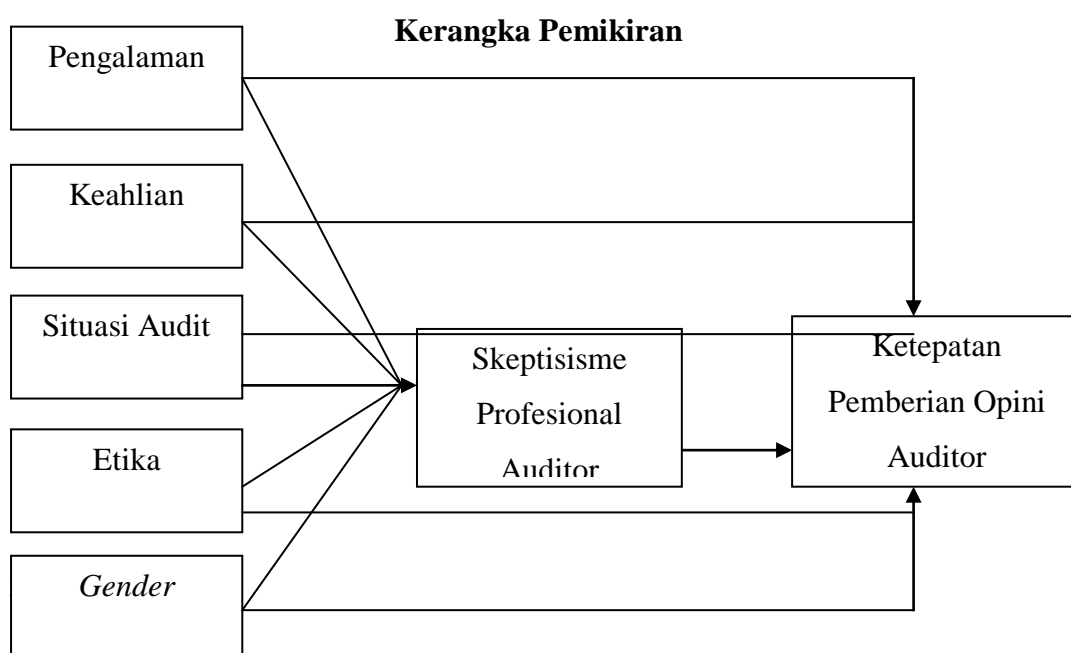 Kerangka Pemikiran
Pengalaman
Keahlian
Situasi Audit
Etika
Gender
Skeptisisme
Profesional
Auditor
Ketepatan
Pemberian Opini
Auditor